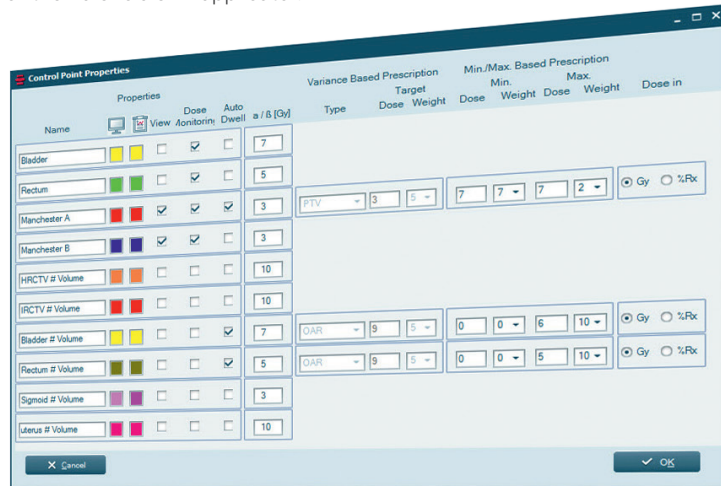 Control Point Properties
Properties
Variance Based Prescription
Min./Max. Based Prescription
Name View Dose Monitoring Auto Dwell a / ß [Gy] Type Target Dose Weight Min. Dose Weight Max. Dose Weight Dose in
Bladder 7
Rectum 5
Manchester A 3 PTV 3 5 7 7 7 2 Gy %Rx
Manchester B 3
HRCTV # Volume 10
IRCTV # Volume 10
Bladder # Volume 7 OAR 9 5 0 0 6 10 Gy %Rx
Rectum # Volume 5 OAR 9 5 0 0 5 10 Gy %Rx
Sigmoid # Volume 3
uterus # Volume 10
Cancel OK